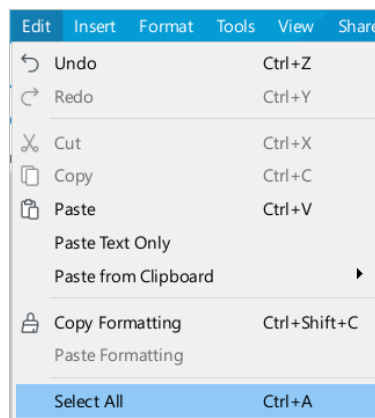 Edit Insert Format Tools View Share
Undo Ctrl+Z
Redo Ctrl+Y
Cut Ctrl+X
Copy Ctrl+C
Paste Ctrl+V
Paste Text Only
Paste from Clipboard
Copy Formatting Ctrl+Shift+C
Paste Formatting
Select All Ctrl+A